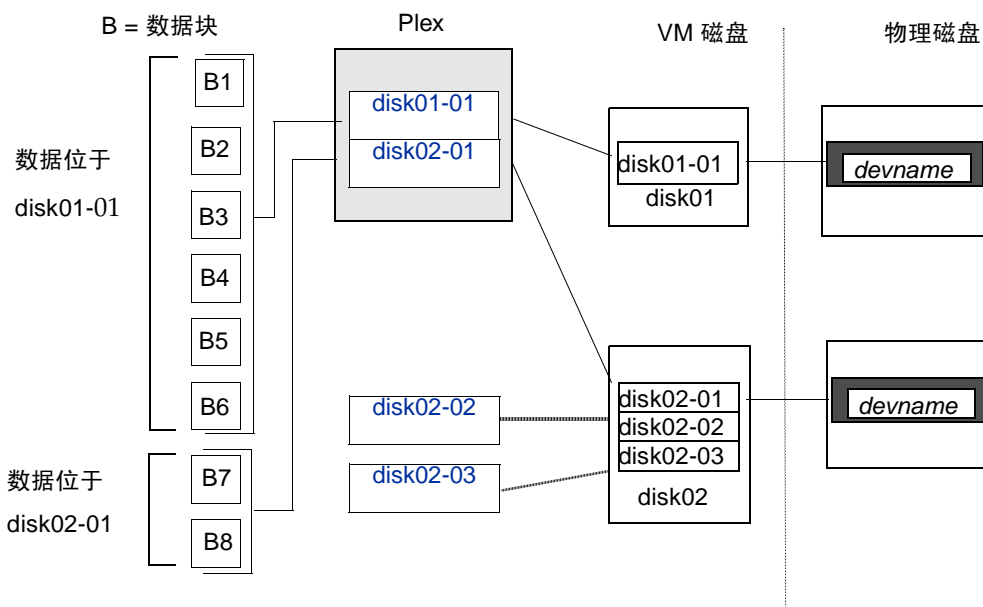 B = 数据块
Plex
VM 磁盘
物理磁盘
数据位于
disk01-01
B1
B2
B3
B4
B5
B6
数据位于
disk02-01
B7
B8
disk01-01
disk02-01
disk02-02
disk02-03
disk01-01
disk01
disk02-01
disk02-02
disk02-03
disk02
devname
devname